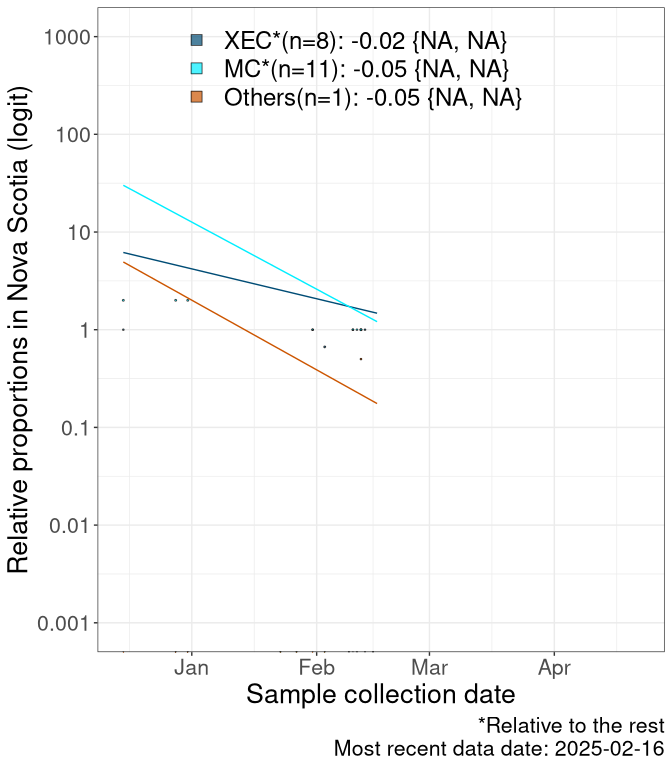 XEC*(n=8): -0.02 {NA, NA}
MC*(n=11): -0.05 {NA, NA}
Others(n=1): -0.05 {NA, NA}
Relative proportions in Nova Scotia (logit)
1000
100
10
1
0.1
0.01
0.001
Jan Feb Mar Apr
Sample collection date
*Relative to the rest
Most recent data date: 2025-02-16